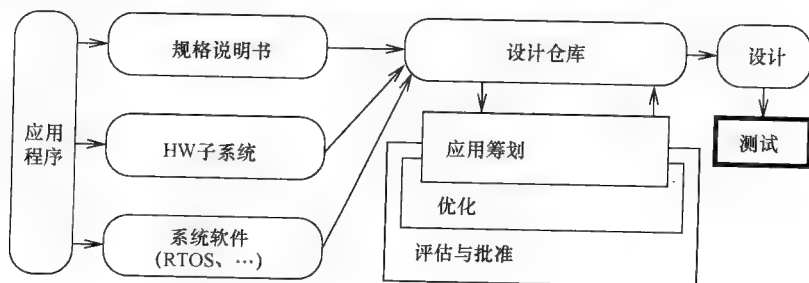 应用
程序
规格说明书
HW子系统
系统软件
(RTOS、…)
设计仓库
应用筹划
优化
评估与批准
设计
测试